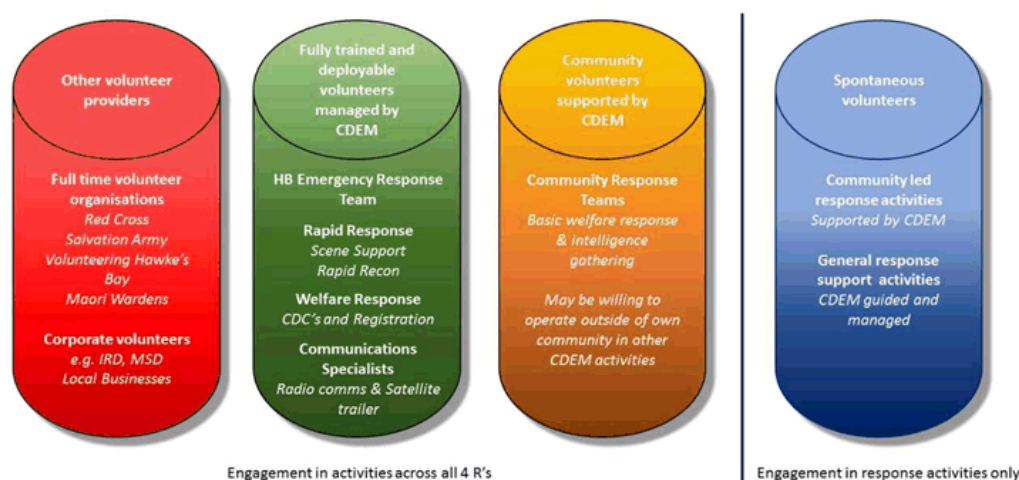 Other volunteer
providers
Full time volunteer
organisations
Red Cross
Salvation Army
Volunteering Hawke's
Bay
Maori Wardens
Corporate volunteers
e.g. IRD, MSD
Local Businesses
Fully trained and
deployable
volunteers
managed by
CDEM
HB Emergency Response
Team
Rapid Response
Scene Support
Rapid Recon
Welfare Response
CDC's and Registration
Communications
Specialists
Radio comms & Satellite
trailer
Community
volunteers
supported by
CDEM
Community Response
Teams
Basic welfare response
& intelligence
gathering
May be willing to
operate outside of own
community in other
CDEM activities
Spontaneous
volunteers
Community led
response activities
Supported by CDEM
General response
support activities
CDEM guided and
managed
Engagement in activities across all 4 R's
Engagement in response activities only